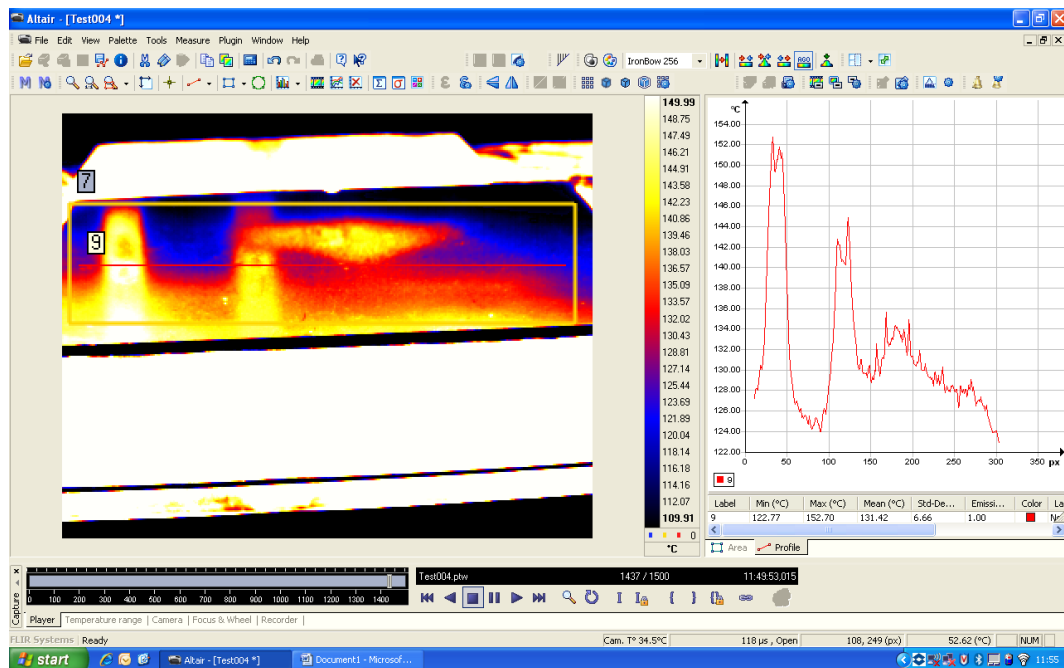 Altair - [Test004 *]
File Edit View Palette Tools Measure Plugin Window Help
IronBow 256
AGO
7
9
149.99
148.75
147.49
146.21
144.91
143.58
142.23
140.86
139.46
138.03
136.57
135.09
133.57
132.02
130.43
128.81
127.14
125.44
123.69
121.89
120.04
118.14
116.18
114.16
112.07
109.91
0
°C
°C
154.00
152.00
150.00
148.00
146.00
144.00
142.00
140.00
138.00
136.00
134.00
132.00
130.00
128.00
126.00
124.00
122.00
0 50 100 150 200 250 300 350 px
9
Label Min (°C) Max (°C) Mean (°C) Std-De... Emissi... Color La
9 122.77 152.70 131.42 6.66 1.00
Area Profile
Capture
0 100 200 300 400 500 600 700 800 900 1000 1100 1200 1300 1400
Test004.ptw 1437 / 1500 11:49:53,015
Player Temperature range Camera Focus & Wheel Recorder
FLIR Systems Ready Cam. T° 34.5°C 118 µs , Open 108, 249 (px) 52.62 (°C) NUM
start Altair - [Test004 *] Document1 - Microsof... 11:55